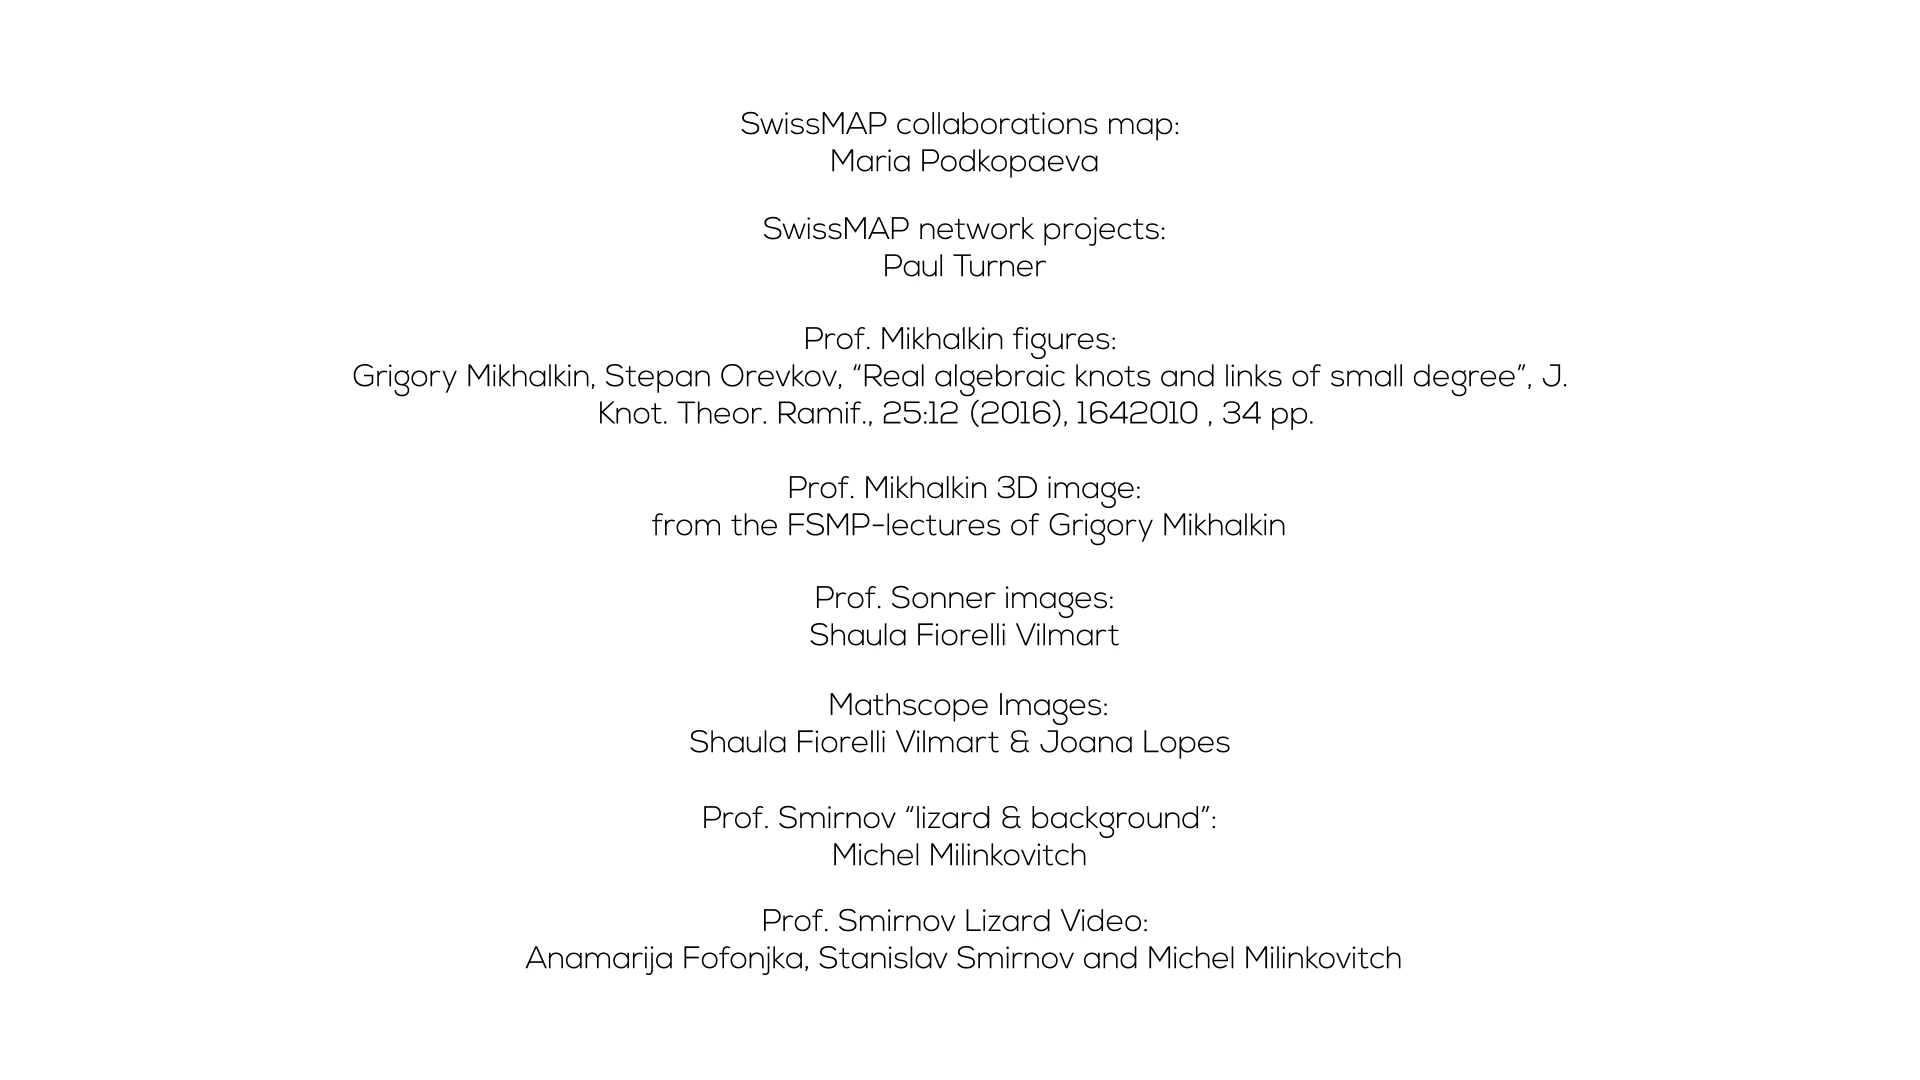 SwissMAP collaborations map:
Maria Podkopaeva
SwissMAP network projects:
Paul Turner
Prof. Mikhalkin figures:
Grigory Mikhalkin, Stepan Orevkov, “Real algebraic knots and links of small degree”, J.
Knot. Theor. Ramif., 25:12 (2016), 1642010 , 34 pp.
Prof. Mikhalkin 3D image:
from the FSMP-lectures of Grigory Mikhalkin
Prof. Sonner images:
Shaula Fiorelli Vilmart
Mathscope Images:
Shaula Fiorelli Vilmart & Joana Lopes
Prof. Smirnov “lizard & background”:
Michel Milinkovitch
Prof. Smirnov Lizard Video:
Anamarija Fofonjka, Stanislav Smirnov and Michel Milinkovitch